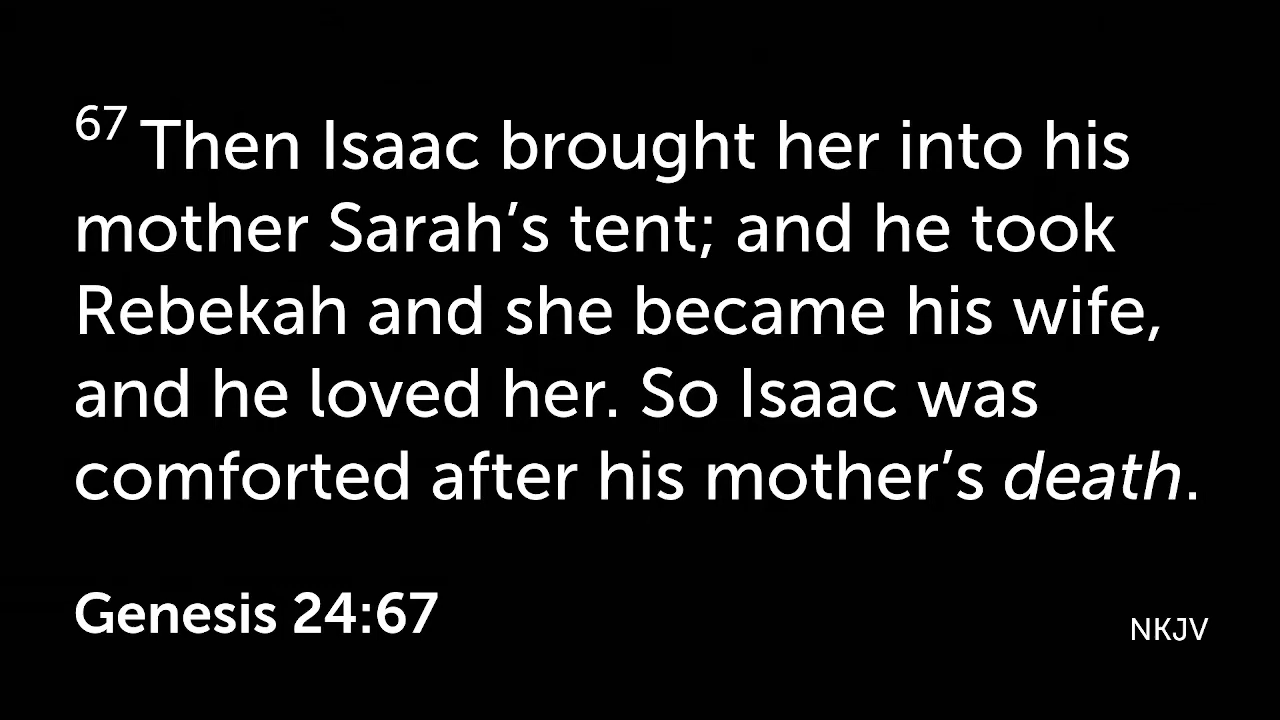 67 Then Isaac brought her into his
mother Sarah’s tent; and he took
Rebekah and she became his wife,
and he loved her. So Isaac was
comforted after his mother’s death.
Genesis 24:67
NKJV